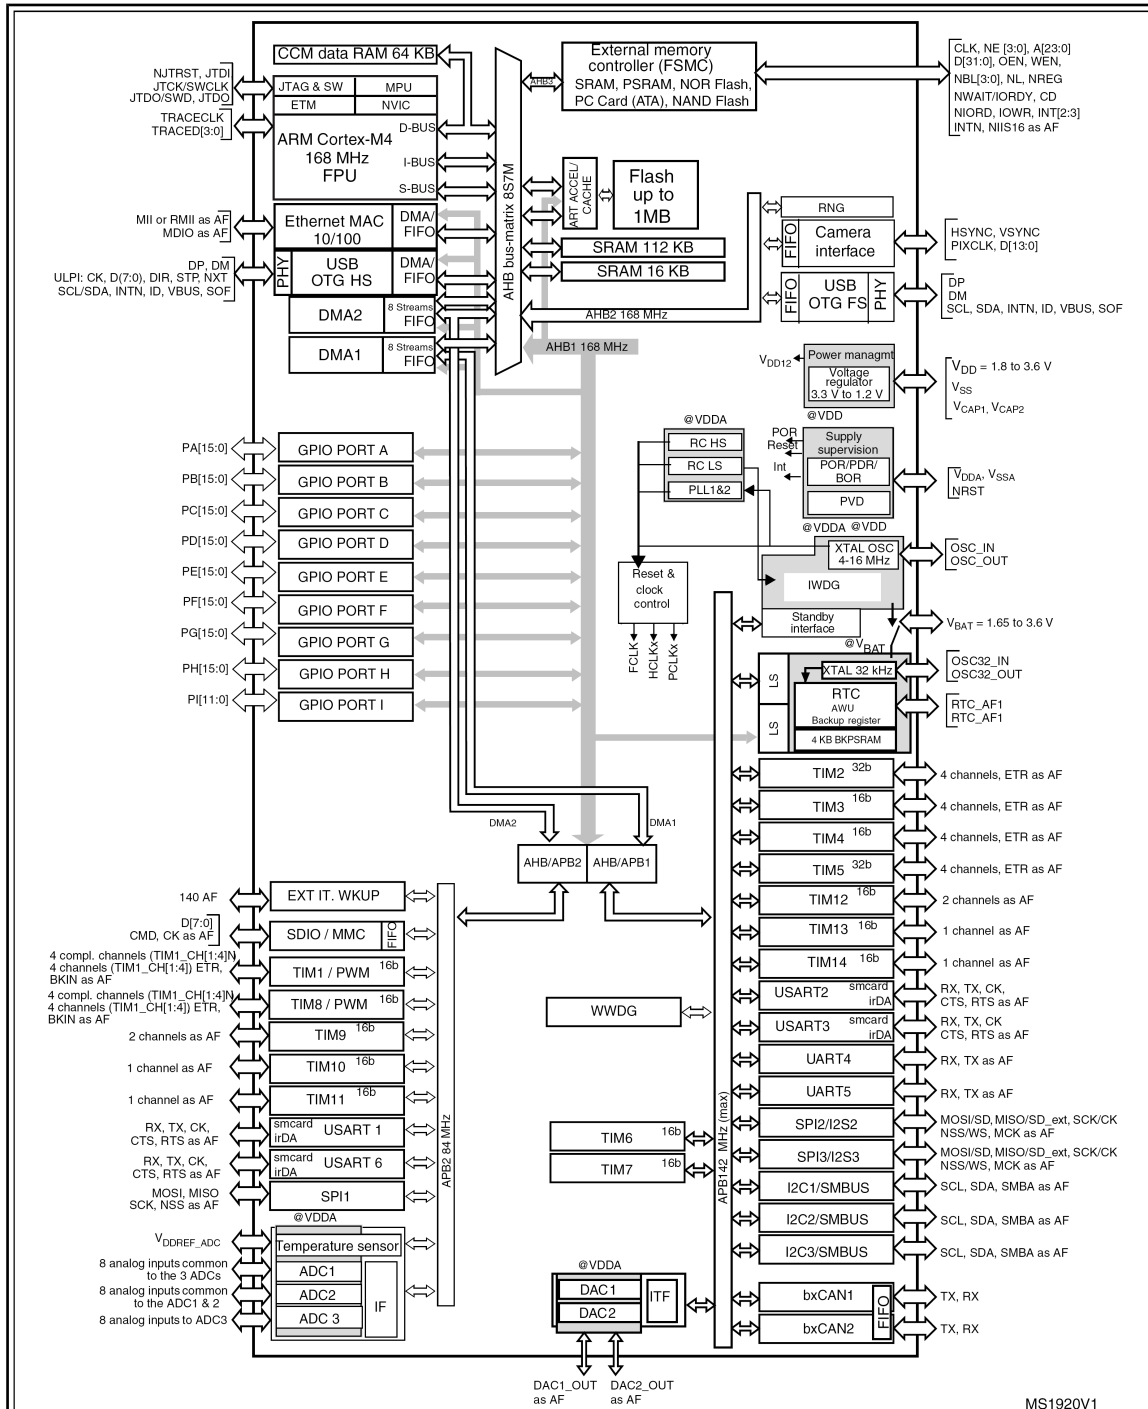 CCM data RAM 64 KB
External memory
controller (FSMC)
SRAM, PSRAM, NOR Flash,
PC Card (ATA), NAND Flash
AHB3
CLK, NE [3:0], A[23:0]
D[31:0], OEN, WEN,
NBL[3:0], NL, NREG
NWAIT/IORDY, CD
NIORD, IOWR, INT[2:3]
INTN, NIIS16 as AF
NJTRST, JTDI
JTCK/SWCLK
JTDO/SWD, JTDO
TRACECLK
TRACED[3:0]
JTAG & SW
MPU
ETM
NVIC
ARM Cortex-M4
168 MHz
FPU
D-BUS
I-BUS
S-BUS
AHB bus-matrix 8S7M
ART ACCEL/
CACHE
Flash
up to
1MB
SRAM 112 KB
SRAM 16 KB
AHB2 168 MHz
AHB1 168 MHz
RNG
FIFO
Camera
interface
HSYNC, VSYNC
PIXCLK, D[13:0]
FIFO
USB
OTG FS
PHY
DP
DM
SCL, SDA, INTN, ID, VBUS, SOF
MII or RMII as AF
MDIO as AF
Ethernet MAC
10/100
DMA/
FIFO
DP, DM
ULPI: CK, D(7:0), DIR, STP, NXT
SCL/SDA, INTN, ID, VBUS, SOF
PHY
USB
OTG HS
DMA/
FIFO
DMA2
8 Streams
FIFO
DMA1
8 Streams
FIFO
VDD12
Power managmt
Voltage
regulator
3.3 V to 1.2 V
@VDD
VDD = 1.8 to 3.6 V
VSS
VCAP1, VCAP2
@VDDA
RC HS
RC LS
PLL1&2
POR
Reset
Int
Supply
supervision
POR/PDR/
BOR
PVD
VDDA, VSSA
NRST
@VDDA @VDD
XTAL OSC
4-16 MHz
IWDG
OSC_IN
OSC_OUT
Standby
interface
@VBAT
VBAT = 1.65 to 3.6 V
Reset &
clock
control
FCLK
HCLKx
PCLKx
LS
LS
XTAL 32 kHz
RTC
AWU
Backup register
4 KB BKPSRAM
OSC32_IN
OSC32_OUT
RTC_AF1
RTC_AF1
PA[15:0]
GPIO PORT A
PB[15:0]
GPIO PORT B
PC[15:0]
GPIO PORT C
PD[15:0]
GPIO PORT D
PE[15:0]
GPIO PORT E
PF[15:0]
GPIO PORT F
PG[15:0]
GPIO PORT G
PH[15:0]
GPIO PORT H
PI[11:0]
GPIO PORT I
DMA2
DMA1
AHB/APB2
AHB/APB1
140 AF
EXT IT. WKUP
D[7:0]
CMD, CK as AF
SDIO / MMC
FIFO
4 compl. channels (TIM1_CH[1:4]N
4 channels (TIM1_CH[1:4]) ETR,
BKIN as AF
TIM1 / PWM 16b
4 compl. channels (TIM1_CH[1:4]N
4 channels (TIM1_CH[1:4]) ETR,
BKIN as AF
TIM8 / PWM 16b
2 channels as AF
TIM9 16b
1 channel as AF
TIM10 16b
1 channel as AF
TIM11 16b
RX, TX, CK,
CTS, RTS as AF
smcard
irDA
USART 1
RX, TX, CK,
CTS, RTS as AF
smcard
irDA
USART 6
MOSI, MISO
SCK, NSS as AF
SPI1
@VDDA
VDDREF_ADC
Temperature sensor
8 analog inputs common
to the 3 ADCs
ADC1
8 analog inputs common
to the ADC1 & 2
ADC2
8 analog inputs to ADC3
ADC 3
IF
APB2 84 MHz
WWDG
TIM6 16b
TIM7 16b
@VDDA
DAC1
DAC2
ITF
DAC1_OUT
as AF
DAC2_OUT
as AF
APB142 MHz (max)
TIM2 32b
4 channels, ETR as AF
TIM3 16b
4 channels, ETR as AF
TIM4 16b
4 channels, ETR as AF
TIM5 32b
4 channels, ETR as AF
TIM12 16b
2 channels as AF
TIM13 16b
1 channel as AF
TIM14 16b
1 channel as AF
USART2
smcard
irDA
RX, TX, CK,
CTS, RTS as AF
USART3
smcard
irDA
RX, TX, CK
CTS, RTS as AF
UART4
RX, TX as AF
UART5
RX, TX as AF
SPI2/I2S2
MOSI/SD, MISO/SD_ext, SCK/CK
NSS/WS, MCK as AF
SPI3/I2S3
MOSI/SD, MISO/SD_ext, SCK/CK
NSS/WS, MCK as AF
I2C1/SMBUS
SCL, SDA, SMBA as AF
I2C2/SMBUS
SCL, SDA, SMBA as AF
I2C3/SMBUS
SCL, SDA, SMBA as AF
bxCAN1
TX, RX
bxCAN2
TX, RX
FIFO
MS1920V1